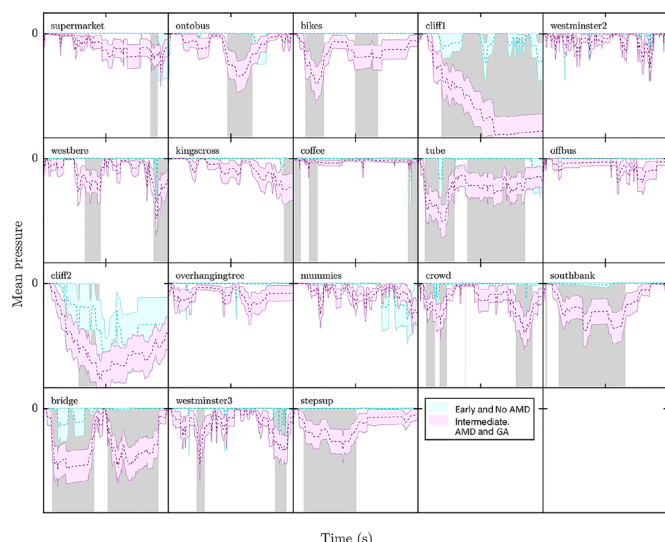 supermarket ontobus bikes cliff1 westminster2
0
westbere kingscross coffee tube offbus
0
cliff2 overhangingtree mummies crowd southbank
0
bridge westminster3 stepsup
0
Early and No AMD
Intermediate.
AMD and GA
Mean pressure
Time (s)